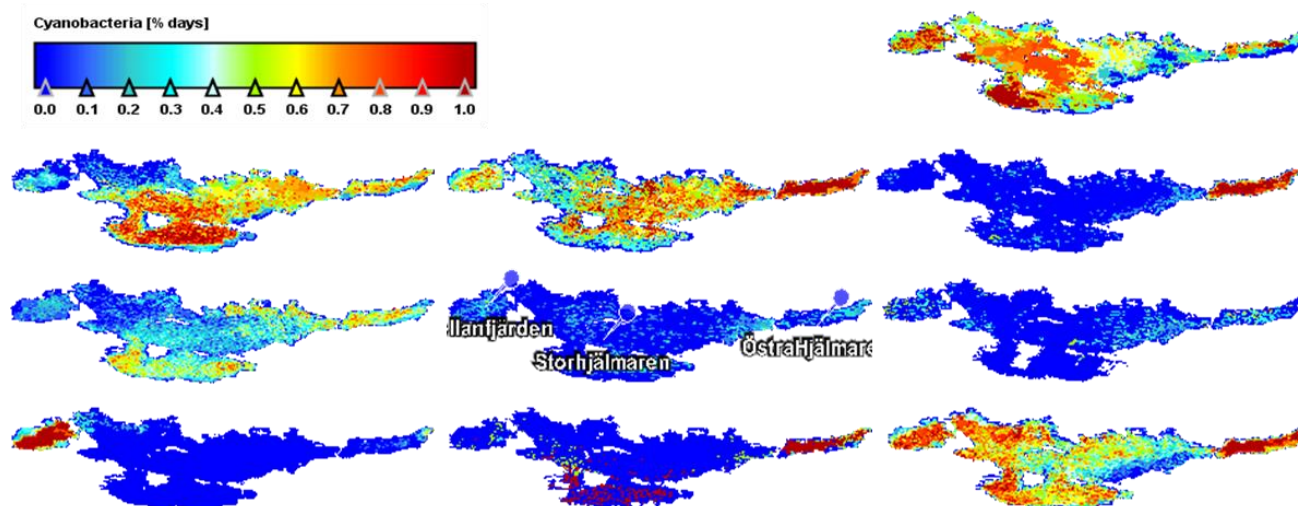 Cyanobacteria [% days]
0.0 0.1 0.2 0.3 0.4 0.5 0.6 0.7 0.8 0.9 1.0
llanfjärden
Storhjälmaren
ÖstraHjälmare